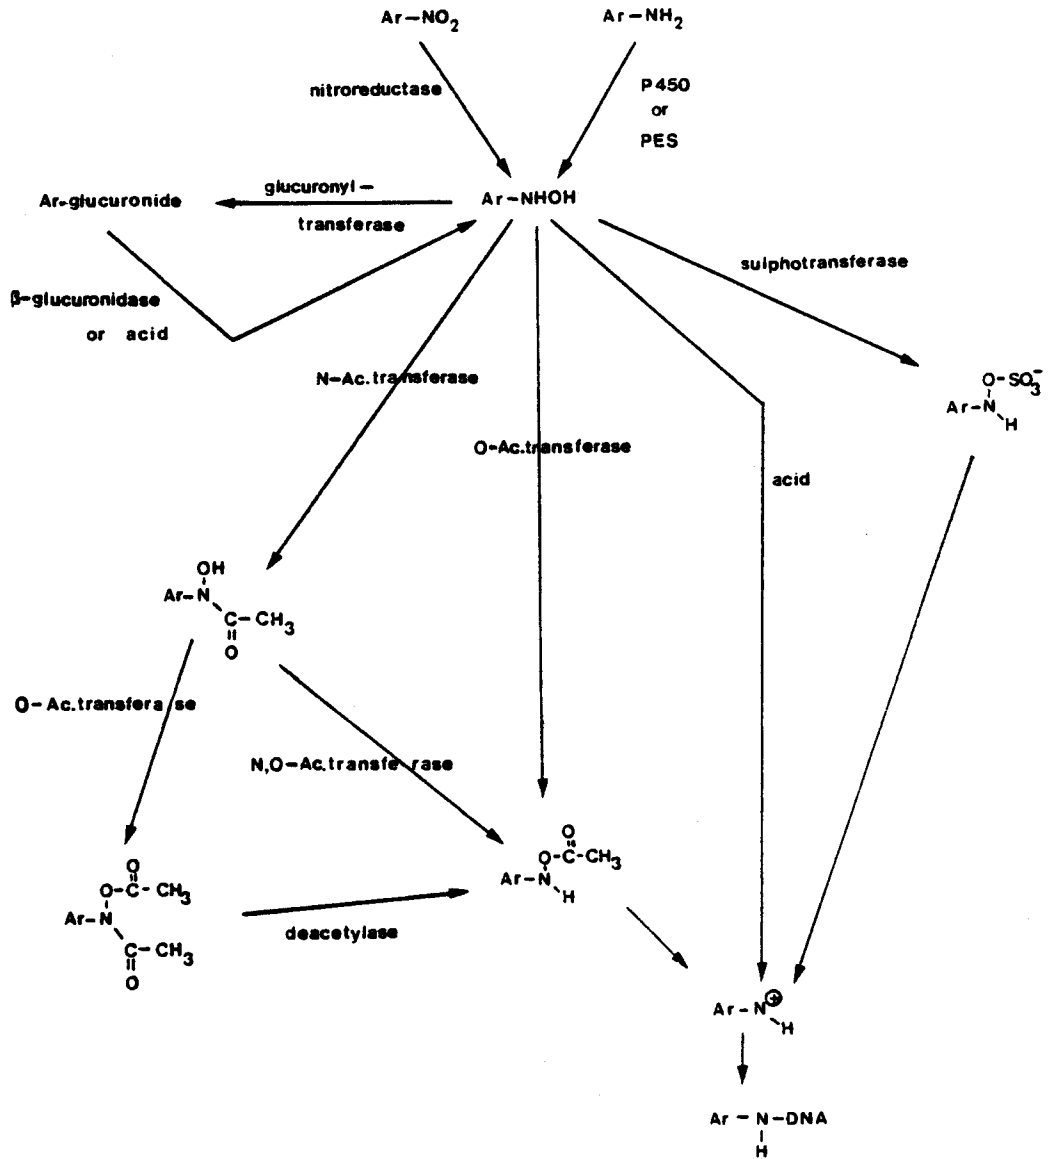 Ar–NO2
Ar–NH2
nitroreductase
P450
or
PES
Ar-glucuronide
glucuronyl–
transferase
Ar–NHOH
β-glucuronidase
or acid
sulphotransferase
N–Ac.transferase
O–Ac.transferase
acid
O–SO3−
Ar–N
H
OH
Ar–N
C–CH3
O
O–Ac.transferase
N,O–Ac.transferase
O
O–C–CH3
Ar–N
H
O
O–C–CH3
Ar–N
C–CH3
O
deacetylase
Ar–N+
H
Ar–N–DNA
H